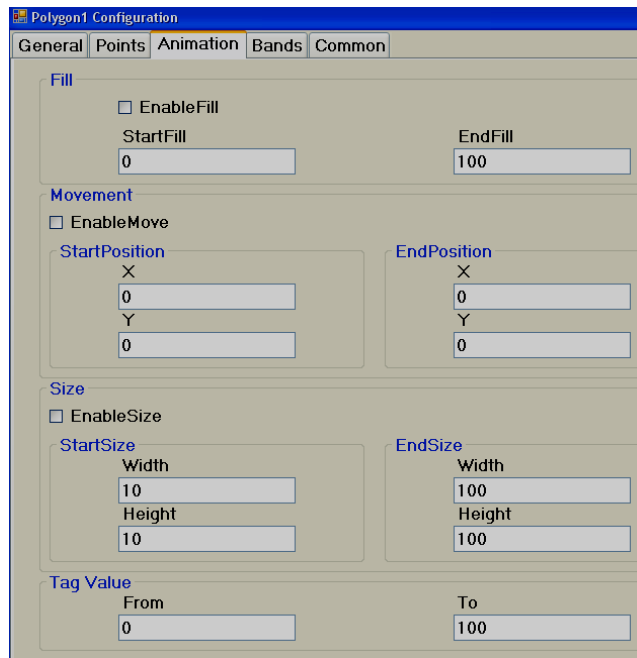 Polygon1 Configuration
General Points Animation Bands Common
Fill
EnableFill
StartFill EndFill
0 100
Movement
EnableMove
StartPosition EndPosition
X X
0 0
Y Y
0 0
Size
EnableSize
StartSize EndSize
Width Width
10 100
Height Height
10 100
Tag Value
From To
0 100